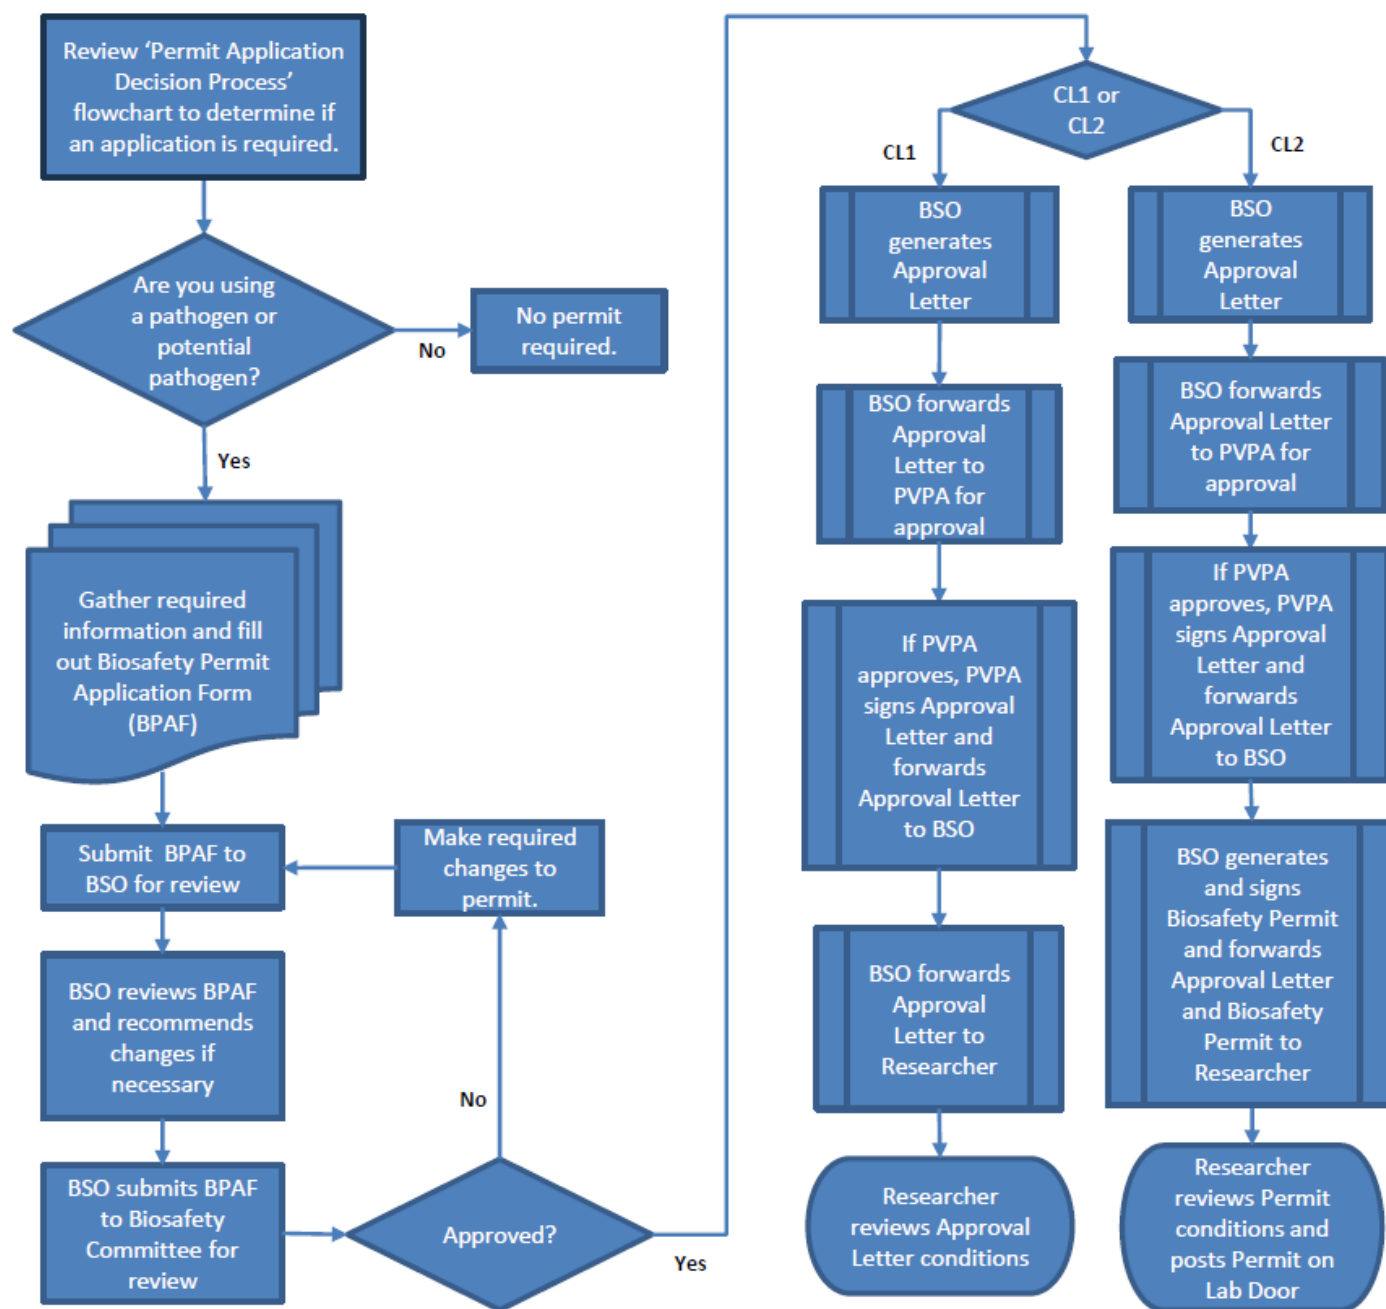 Review ‘Permit Application
Decision Process’
flowchart to determine if
an application is required.
Are you using
a pathogen or
potential
pathogen?
No
No permit
required.
Yes
Gather required
information and fill
out Biosafety Permit
Application Form
(BPAF)
Submit BPAF to
BSO for review
Make required
changes to
permit.
BSO reviews BPAF
and recommends
changes if
necessary
No
BSO submits BPAF
to Biosafety
Committee for
review
Approved?
Yes
CL1 or
CL2
CL1
BSO
generates
Approval
Letter
BSO forwards
Approval
Letter to
PVPA for
approval
If PVPA
approves, PVPA
signs Approval
Letter and
forwards
Approval Letter
to BSO
BSO forwards
Approval
Letter to
Researcher
Researcher
reviews Approval
Letter conditions
CL2
BSO
generates
Approval
Letter
BSO forwards
Approval Letter
to PVPA for
approval
If PVPA
approves, PVPA
signs Approval
Letter and
forwards
Approval Letter
to BSO
BSO generates
and signs
Biosafety Permit
and forwards
Approval Letter
and Biosafety
Permit to
Researcher
Researcher
reviews Permit
conditions and
posts Permit on
Lab Door